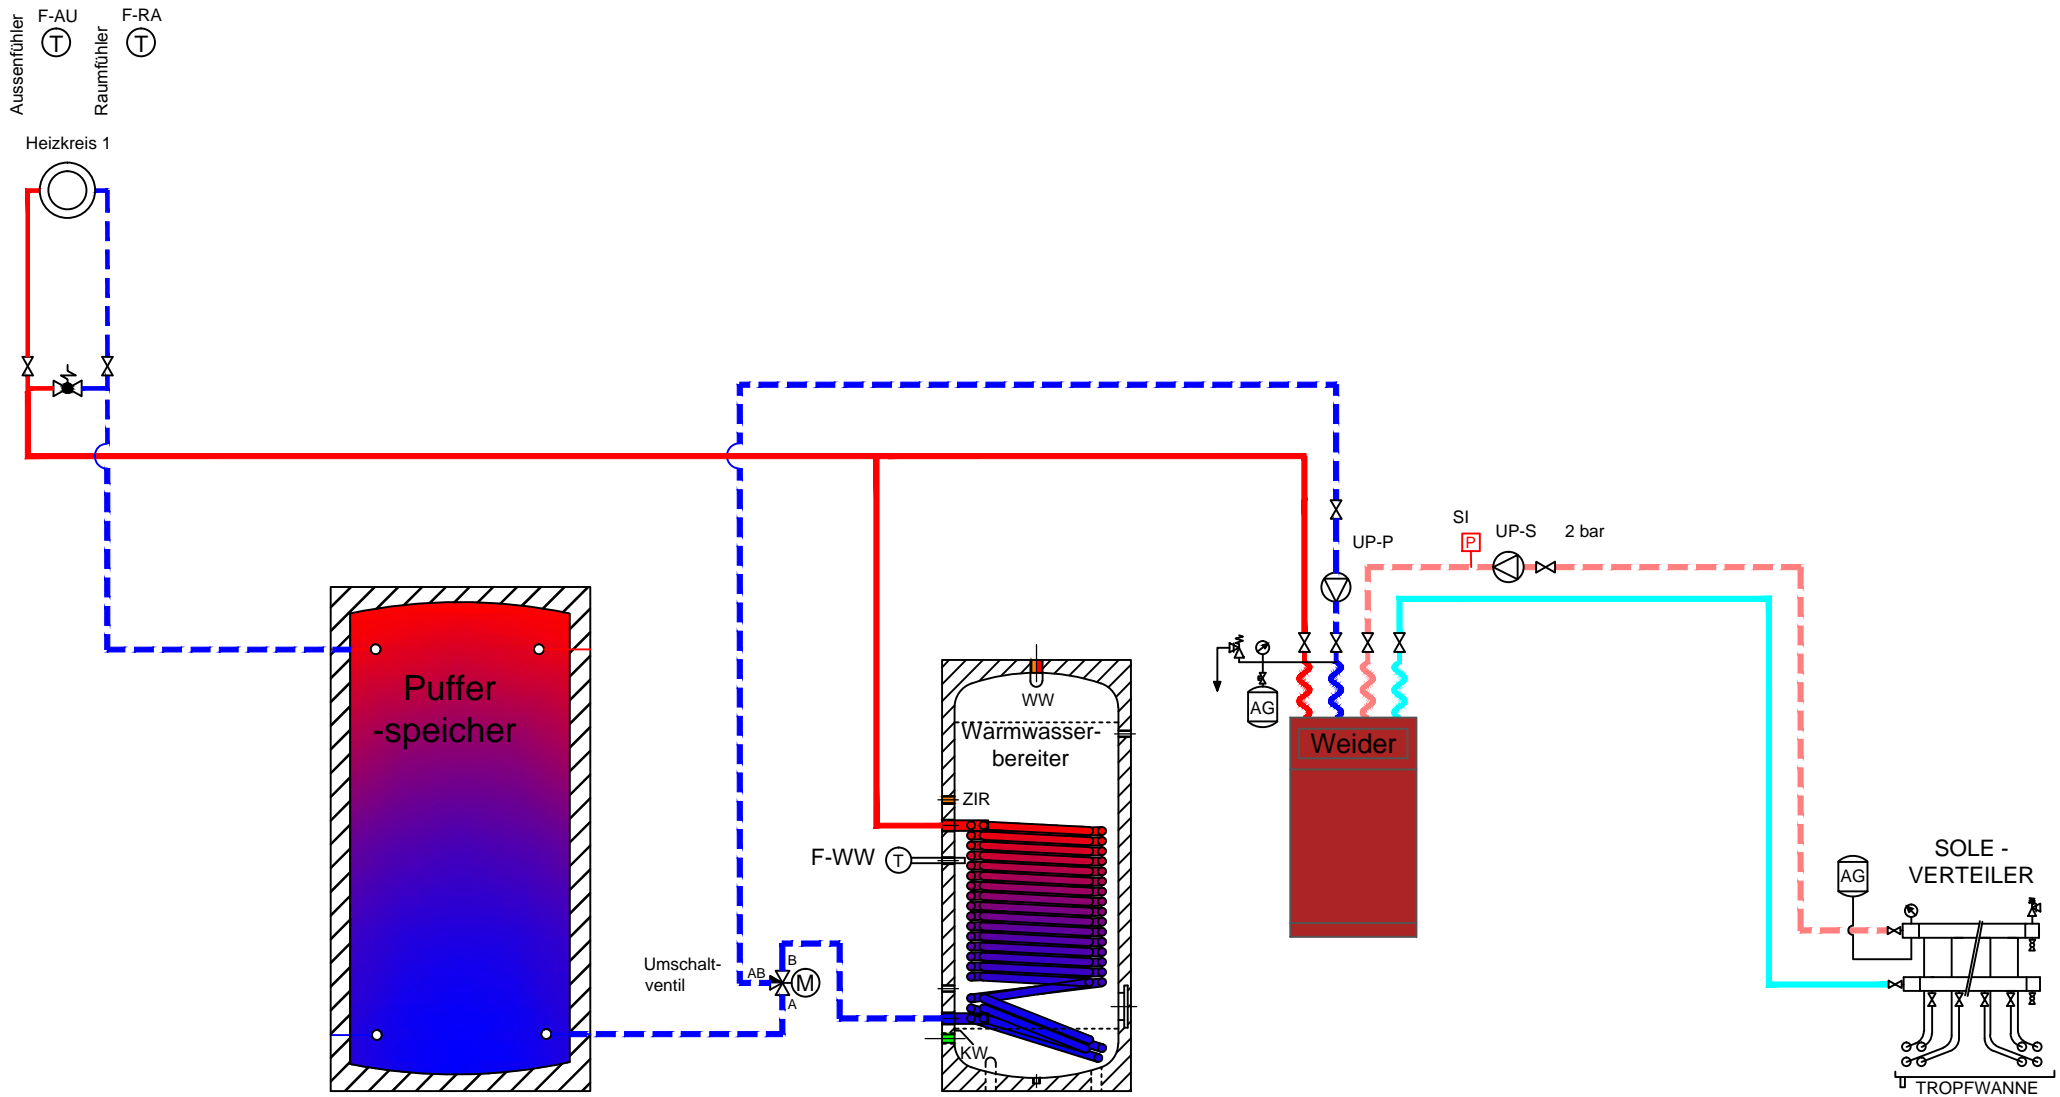 F-AU
F-RA
Aussenfühler
T
Raumfühler
T
Heizkreis 1
SI
UP-S
2 bar
UP-P
P
Puffer
-speicher
WW
Warmwasser-
bereiter
AG
Weider
ZIR
F-WW
T
SOLE -
VERTEILER
AG
Umschalt-
ventil
AB
B
M
A
KW
TROPFWANNE